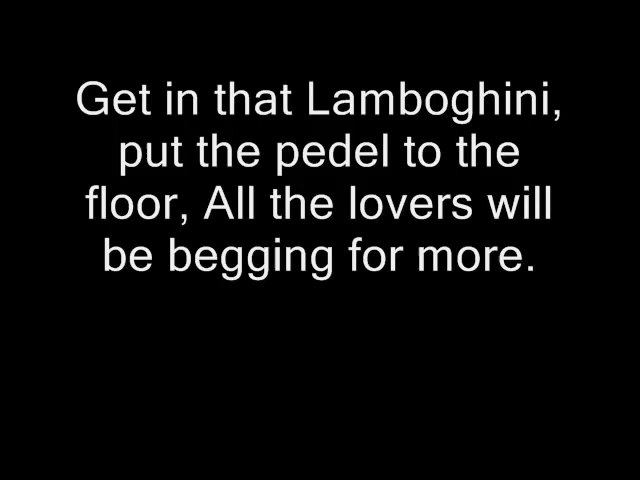 Get in that Lamboghini,
put the pedel to the
floor, All the lovers will
be begging for more.